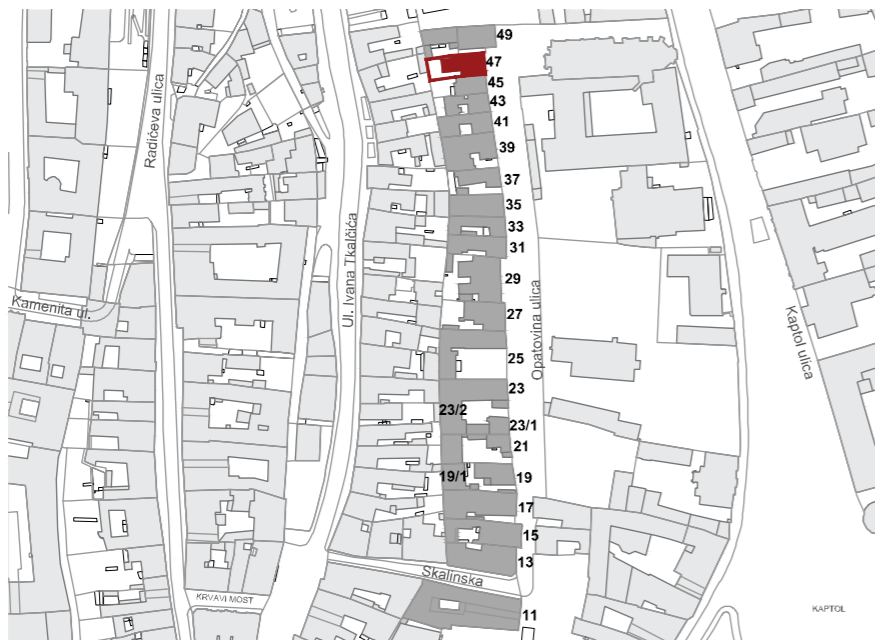 49
47
45
43
41
39
37
35
33
31
29
27
25
23
23/2
23/1
21
19/1
19
17
15
13
11
Radićeva ulica
Ul. Ivana Tkalčića
Opatovina ulica
Kaptol ulica
Kamenita ul.
Skalinska
KRVAVI MOST
KAPTOL